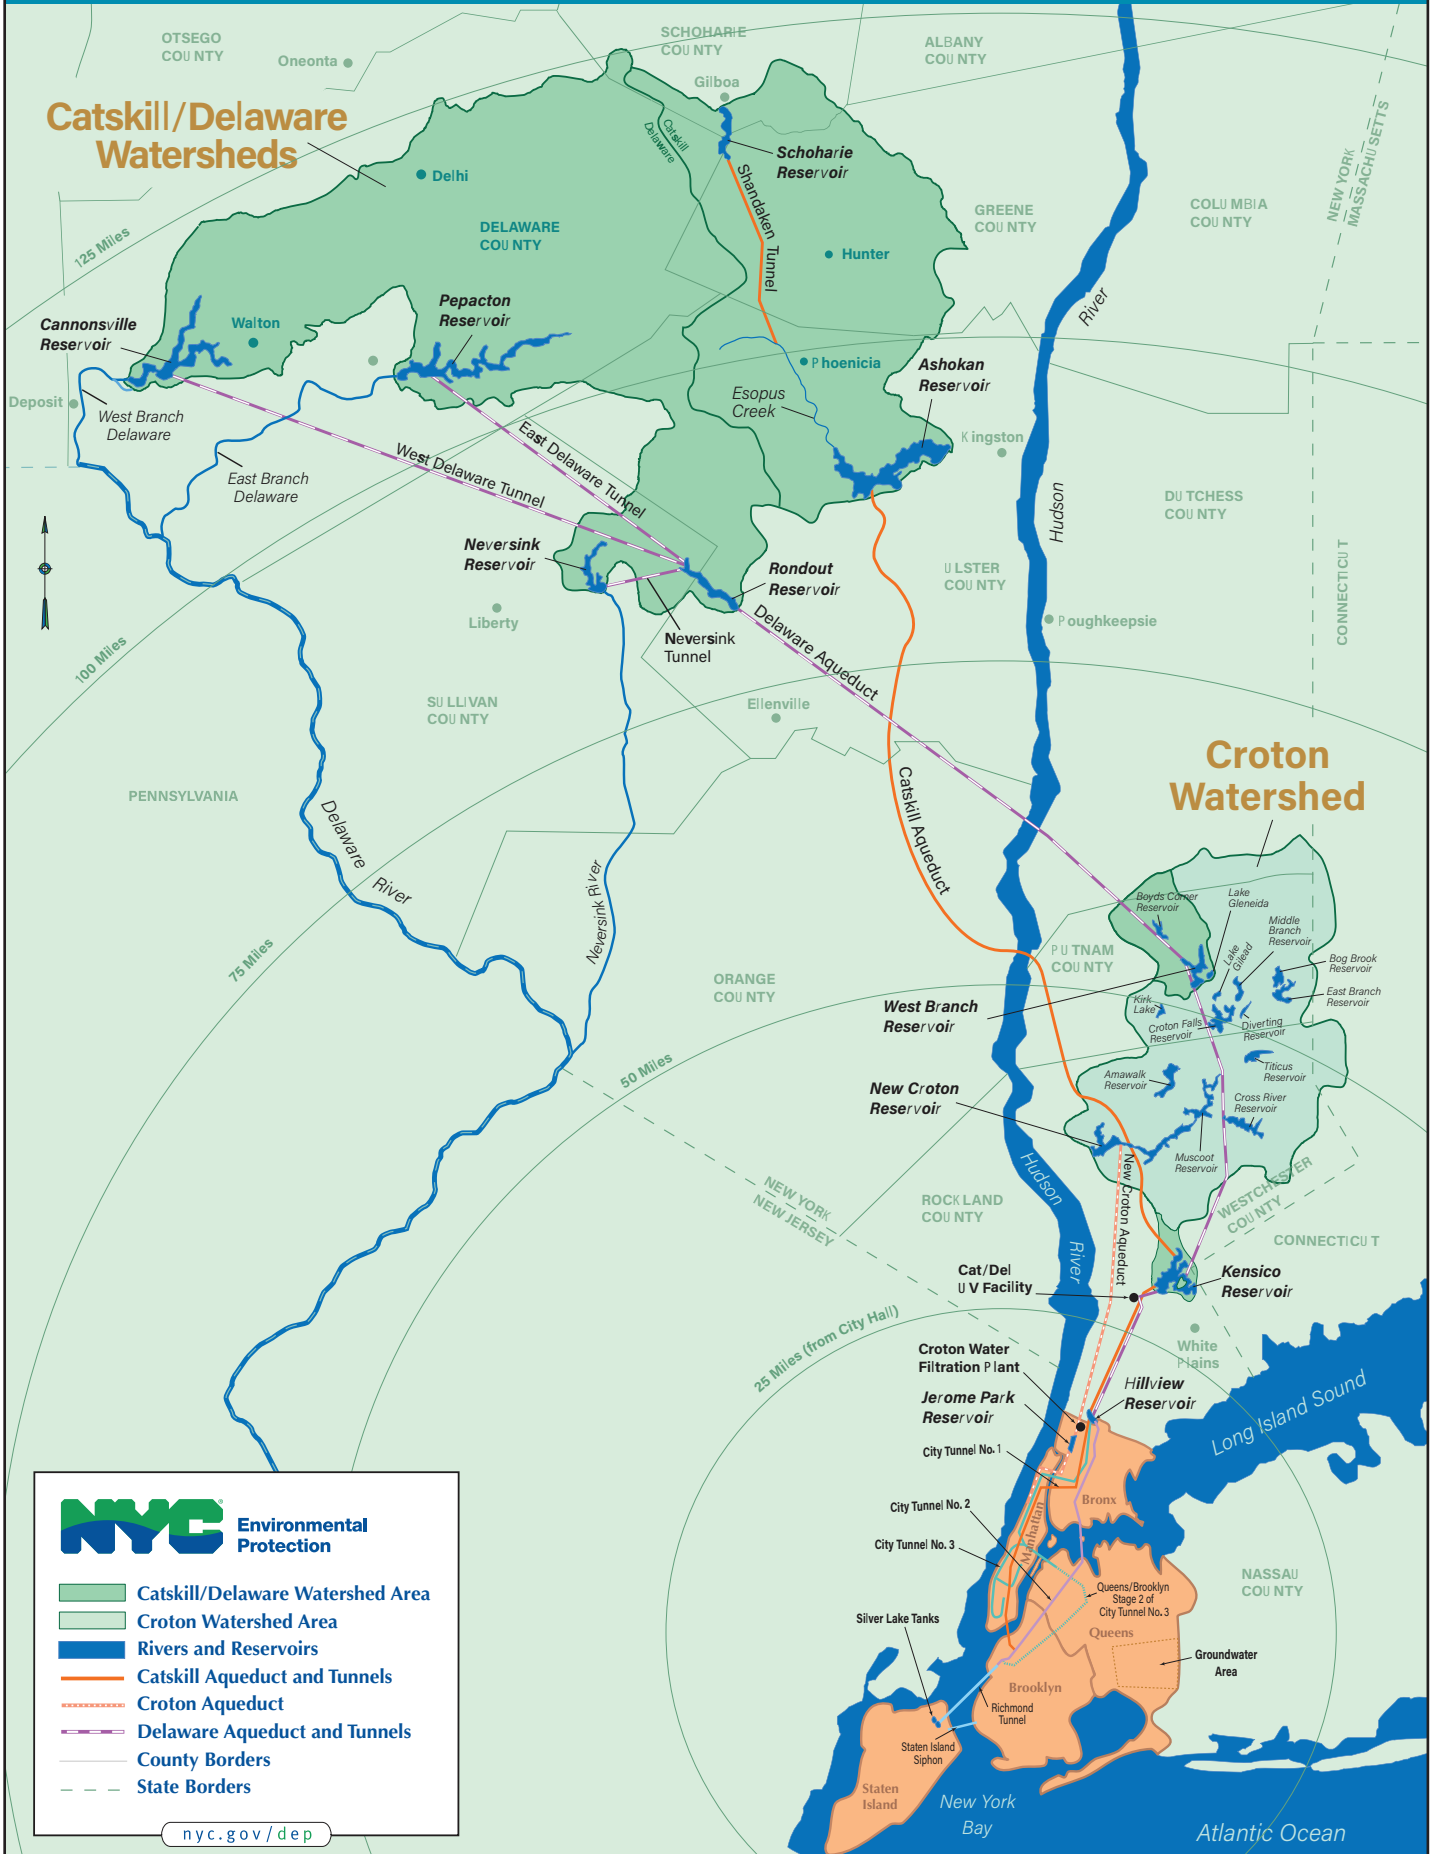 OTSEGO
COUNTY
Oneonta
SCHOHARIE
COUNTY
Gilboa
ALBANY
COUNTY
Catskill/Delaware
Watersheds
Catskill
Delaware
Schoharie
Reservoir
Shandaken Tunnel
Delhi
DELAWARE
COUNTY
Hunter
GREENE
COUNTY
COLUMBIA
COUNTY
NEW YORK
MASSACHUSETTS
125 Miles
Cannonsville
Reservoir
Walton
Pepacton
Reservoir
River
Phoenicia
Ashokan
Reservoir
Esopus
Creek
Deposit
West Branch
Delaware
East Branch
Delaware
West Delaware Tunnel
East Delaware Tunnel
Kingston
Hudson
DUTCHESS
COUNTY
Neversink
Reservoir
Rondout
Reservoir
ULSTER
COUNTY
CONNECTICUT
Liberty
Neversink
Tunnel
Delaware Aqueduct
Poughkeepsie
100 Miles
SULLIVAN
COUNTY
Ellenville
PENNSYLVANIA
Delaware
River
Catskill Aqueduct
Croton
Watershed
Neversink River
75 Miles
ORANGE
COUNTY
PUTNAM
COUNTY
Boyds Corner
Reservoir
Lake
Gleneida
Middle
Branch
Reservoir
Lake
Gilead
Bog Brook
Reservoir
East Branch
Reservoir
West Branch
Reservoir
Kirk
Lake
Croton Falls
Reservoir
Diverting
Reservoir
50 Miles
Titicus
Reservoir
Amawalk
Reservoir
New Croton
Reservoir
Cross River
Reservoir
Muscoot
Reservoir
Hudson
River
New Croton Aqueduct
NEW YORK
NEW JERSEY
ROCKLAND
COUNTY
WESTCHESTER
COUNTY
CONNECTICUT
Cat/Del
UV Facility
Kensico
Reservoir
25 Miles (from City Hall)
White
Plains
Croton Water
Filtration Plant
Jerome Park
Reservoir
Hillview
Reservoir
Long Island Sound
City Tunnel No. 1
City Tunnel No. 2
City Tunnel No. 3
Bronx
Manhattan
Queens/Brooklyn
Stage 2 of
City Tunnel No. 3
NASSAU
COUNTY
Silver Lake Tanks
Queens
Groundwater
Area
Brooklyn
Richmond
Tunnel
Staten Island
Siphon
Staten
Island
New York
Bay
Atlantic Ocean
NYC
Environmental
Protection
Catskill/Delaware Watershed Area
Croton Watershed Area
Rivers and Reservoirs
Catskill Aqueduct and Tunnels
Croton Aqueduct
Delaware Aqueduct and Tunnels
County Borders
State Borders
nyc.gov/dep